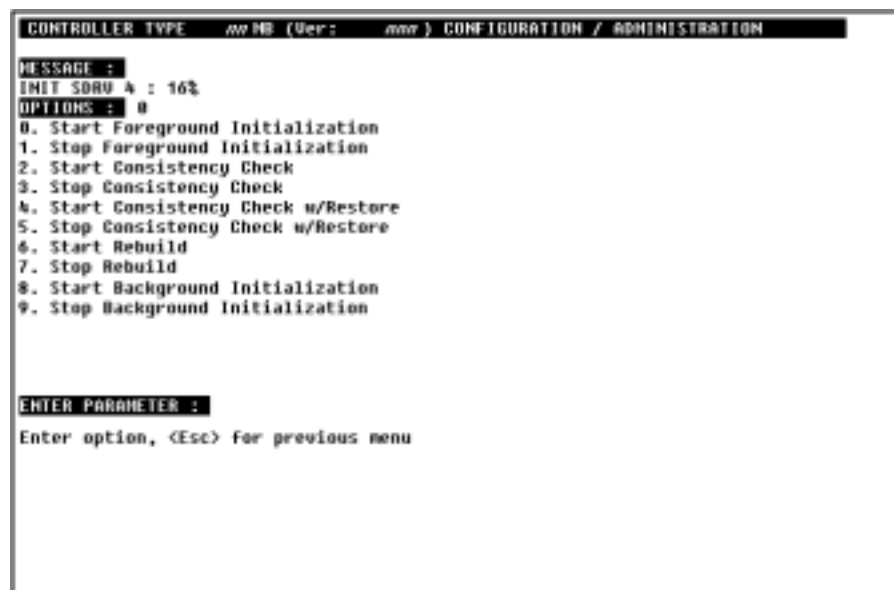 CONTROLLER TYPE nn MB (Ver: nnn ) CONFIGURATION / ADMINISTRATION
MESSAGE :
INIT SDRV 4 : 16%
OPTIONS : 0
0. Start Foreground Initialization
1. Stop Foreground Initialization
2. Start Consistency Check
3. Stop Consistency Check
4. Start Consistency Check w/Restore
5. Stop Consistency Check w/Restore
6. Start Rebuild
7. Stop Rebuild
8. Start Background Initialization
9. Stop Background Initialization
ENTER PARAMETER :
Enter option, <Esc> for previous menu